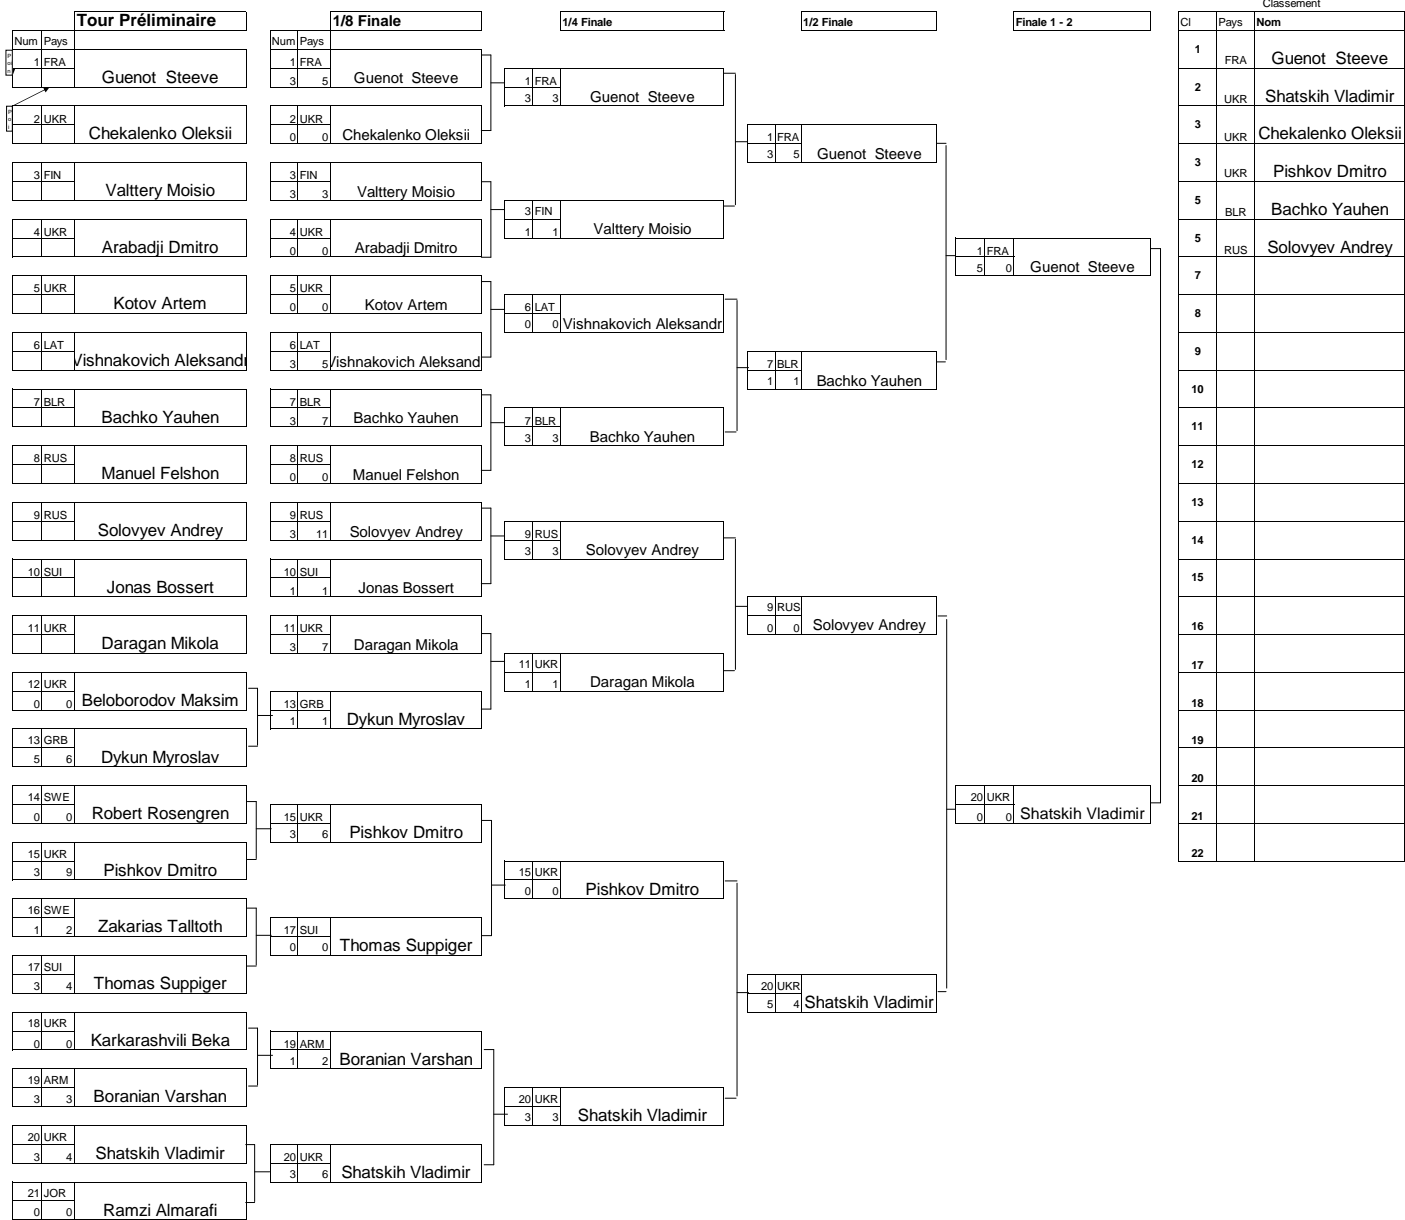 Tour Préliminaire
Num Pays
1 FRA
Guenot Steeve
2 UKR
Chekalenko Oleksii
3 FIN
Valttery Moisio
4 UKR
Arabadji Dmitro
5 UKR
Kotov Artem
6 LAT
Vishnakovich Aleksandr
7 BLR
Bachko Yauhen
8 RUS
Manuel Felshon
9 RUS
Solovyev Andrey
10 SUI
Jonas Bossert
11 UKR
Daragan Mikola
12 UKR
0 0 Beloborodov Maksim
13 GRB
5 6 Dykun Myroslav
14 SWE
0 0 Robert Rosengren
15 UKR
3 9 Pishkov Dmitro
16 SWE
1 2 Zakarias Talltoth
17 SUI
3 4 Thomas Suppiger
18 UKR
0 0 Karkarashvili Beka
19 ARM
3 3 Boranian Varshan
20 UKR
3 4 Shatskih Vladimir
21 JOR
0 0 Ramzi Almarafi
1/8 Finale
Num Pays
1 FRA
3 5 Guenot Steeve
2 UKR
0 0 Chekalenko Oleksii
3 FIN
3 3 Valttery Moisio
4 UKR
0 0 Arabadji Dmitro
5 UKR
0 0 Kotov Artem
6 LAT
3 5 Vishnakovich Aleksand
7 BLR
3 7 Bachko Yauhen
8 RUS
0 0 Manuel Felshon
9 RUS
3 11 Solovyev Andrey
10 SUI
1 1 Jonas Bossert
11 UKR
3 7 Daragan Mikola
13 GRB
1 1 Dykun Myroslav
15 UKR
3 6 Pishkov Dmitro
17 SUI
0 0 Thomas Suppiger
19 ARM
1 2 Boranian Varshan
20 UKR
3 6 Shatskih Vladimir
1/4 Finale
1 FRA
3 3 Guenot Steeve
3 FIN
1 1 Valttery Moisio
6 LAT
0 0 Vishnakovich Aleksandr
7 BLR
3 3 Bachko Yauhen
9 RUS
3 3 Solovyev Andrey
11 UKR
1 1 Daragan Mikola
15 UKR
0 0 Pishkov Dmitro
20 UKR
3 3 Shatskih Vladimir
1/2 Finale
1 FRA
3 5 Guenot Steeve
7 BLR
1 1 Bachko Yauhen
9 RUS
0 0 Solovyev Andrey
20 UKR
5 4 Shatskih Vladimir
Finale 1 - 2
1 FRA
5 0 Guenot Steeve
20 UKR
0 0 Shatskih Vladimir
Classement
Cl Pays Nom
1 FRA Guenot Steeve
2 UKR Shatskih Vladimir
3 UKR Chekalenko Oleksii
3 UKR Pishkov Dmitro
5 BLR Bachko Yauhen
5 RUS Solovyev Andrey
7
8
9
10
11
12
13
14
15
16
17
18
19
20
21
22